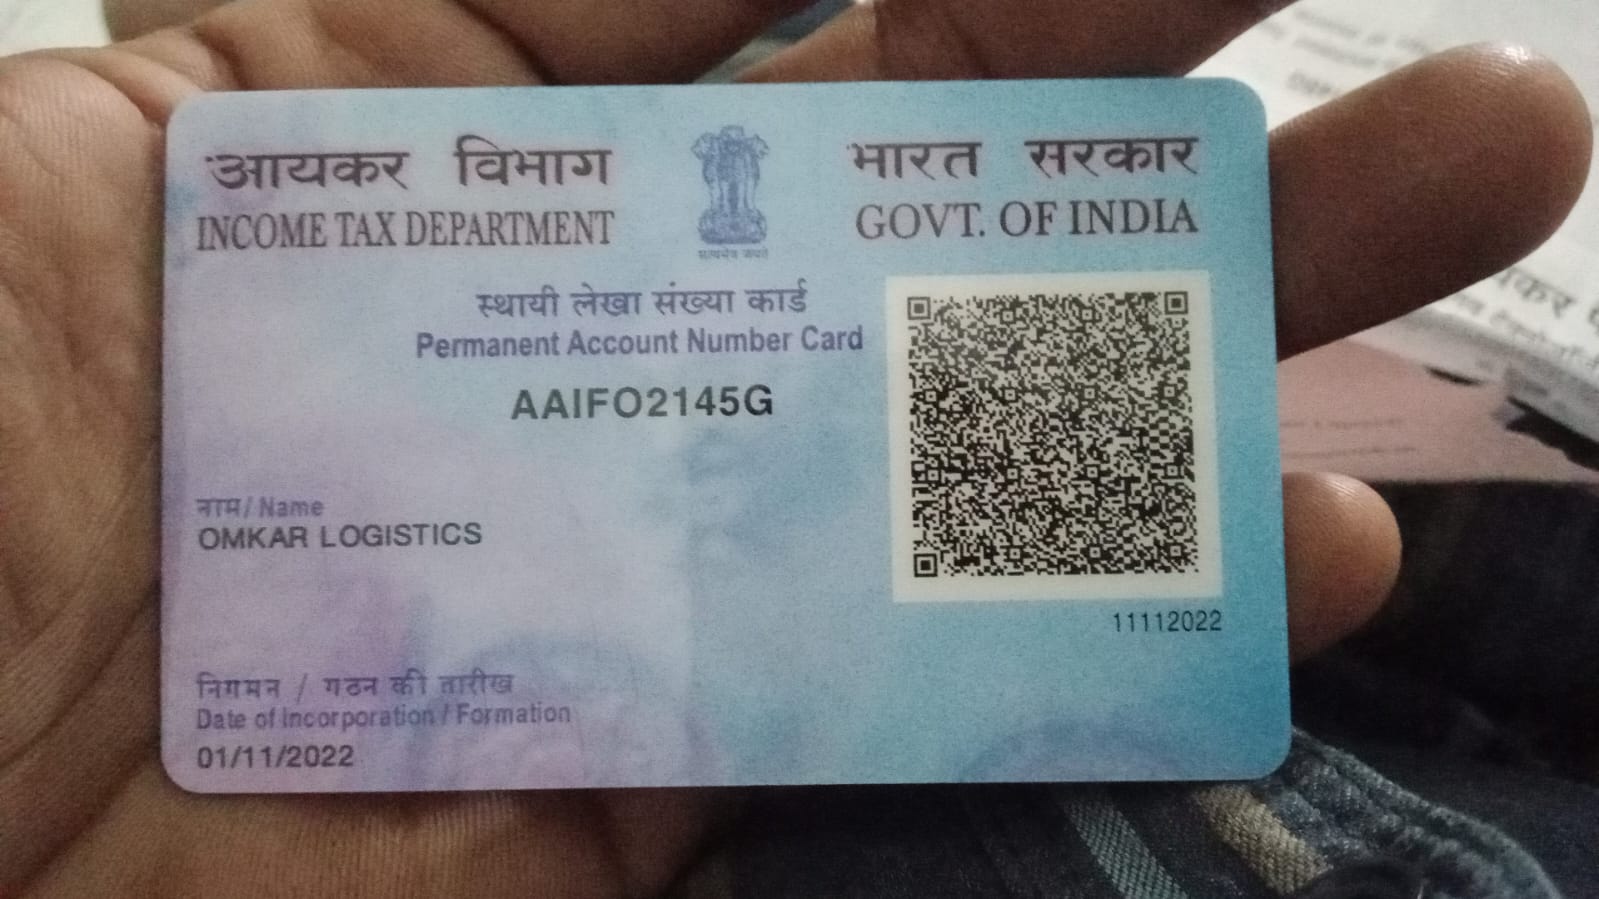 आयकर विभाग
INCOME TAX DEPARTMENT
सत्यमेव जयते
भारत सरकार
GOVT. OF INDIA
स्थायी लेखा संख्या कार्ड
Permanent Account Number Card
AAIFO2145G
नाम / Name
OMKAR LOGISTICS
11112022
निगमन / गठन की तारीख
Date of Incorporation / Formation
01/11/2022